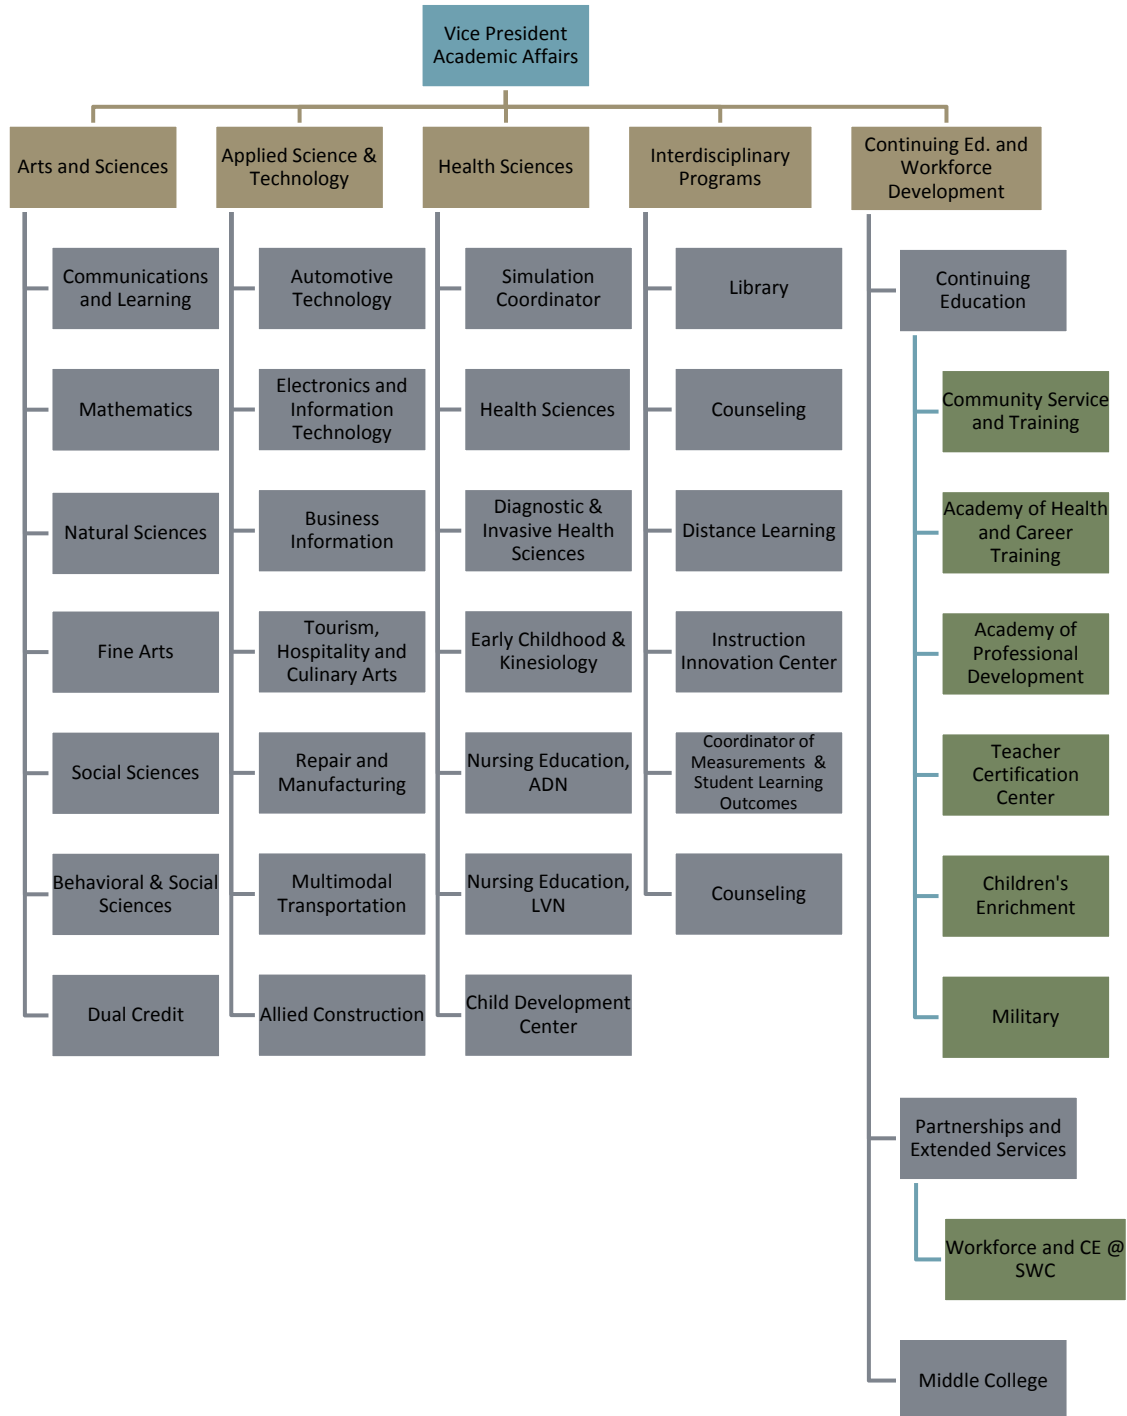 Vice President
Academic Affairs
Arts and Sciences
Applied Science &
Technology
Health Sciences
Interdisciplinary
Programs
Continuing Ed. and
Workforce
Development
Communications
and Learning
Mathematics
Natural Sciences
Fine Arts
Social Sciences
Behavioral & Social
Sciences
Dual Credit
Automotive
Technology
Electronics and
Information
Technology
Business
Information
Tourism,
Hospitality and
Culinary Arts
Repair and
Manufacturing
Multimodal
Transportation
Allied Construction
Simulation
Coordinator
Health Sciences
Diagnostic &
Invasive Health
Sciences
Early Childhood &
Kinesiology
Nursing Education,
ADN
Nursing Education,
LVN
Child Development
Center
Library
Counseling
Distance Learning
Instruction
Innovation Center
Coordinator of
Measurements &
Student Learning
Outcomes
Counseling
Continuing
Education
Community Service
and Training
Academy of Health
and Career
Training
Academy of
Professional
Development
Teacher
Certification
Center
Children's
Enrichment
Military
Partnerships and
Extended Services
Workforce and CE @
SWC
Middle College